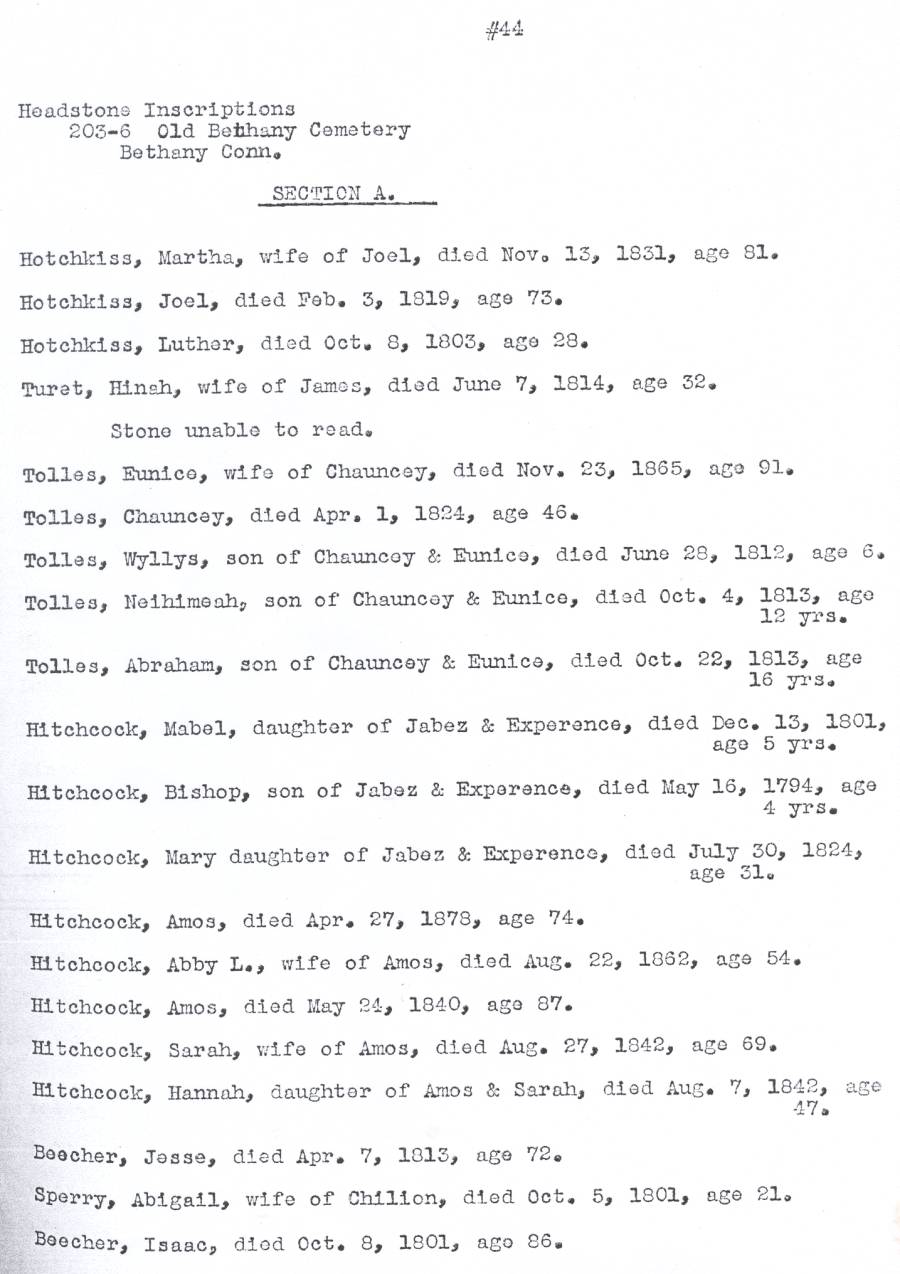 #44
Headstone Inscriptions
203-6 Old Bethany Cemetery
Bethany Conn.
SECTION A.
Hotchkiss, Martha, wife of Joel, died Nov. 13, 1831, age 81.
Hotchkiss, Joel, died Feb. 3, 1819, age 73.
Hotchkiss, Luther, died Oct. 8, 1803, age 28.
Turet, Hinah, wife of James, died June 7, 1814, age 32.
Stone unable to read.
Tolles, Eunice, wife of Chauncey, died Nov. 23, 1865, age 91.
Tolles, Chauncey, died Apr. 1, 1824, age 46.
Tolles, Wyllys, son of Chauncey & Eunice, died June 28, 1812, age 6.
Tolles, Neihimeah, son of Chauncey & Eunice, died Oct. 4, 1813, age
12 yrs.
Tolles, Abraham, son of Chauncey & Eunice, died Oct. 22, 1813, age
16 yrs.
Hitchcock, Mabel, daughter of Jabez & Experence, died Dec. 13, 1801,
age 5 yrs.
Hitchcock, Bishop, son of Jabez & Experence, died May 16, 1794, age
4 yrs.
Hitchcock, Mary daughter of Jabez & Experence, died July 30, 1824,
age 31.
Hitchcock, Amos, died Apr. 27, 1878, age 74.
Hitchcock, Abby L., wife of Amos, died Aug. 22, 1862, age 54.
Hitchcock, Amos, died May 24, 1840, age 87.
Hitchcock, Sarah, wife of Amos, died Aug. 27, 1842, age 69.
Hitchcock, Hannah, daughter of Amos & Sarah, died Aug. 7, 1842, age
47.
Beecher, Jesse, died Apr. 7, 1813, age 72.
Sperry, Abigail, wife of Chilion, died Oct. 5, 1801, age 21.
Beecher, Isaac, died Oct. 8, 1801, age 86.